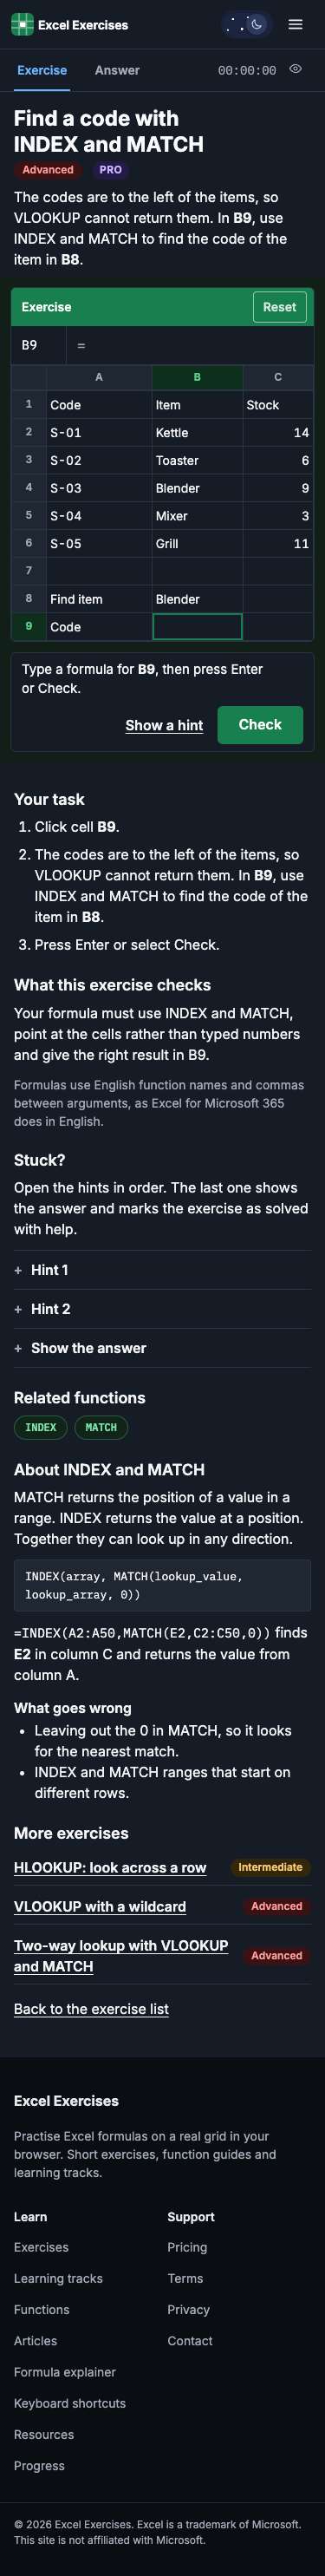 Excel Exercises
Exercise Answer 00:00:00
Find a code with
INDEX and MATCH
Advanced PRO
The codes are to the left of the items, so
VLOOKUP cannot return them. In B9, use
INDEX and MATCH to find the code of the
item in B8.
Exercise Reset
B9 =
A B C
1 Code Item Stock
2 S-01 Kettle 14
3 S-02 Toaster 6
4 S-03 Blender 9
5 S-04 Mixer 3
6 S-05 Grill 11
7
8 Find item Blender
9 Code
Type a formula for B9, then press Enter
or Check.
Show a hint Check
Your task
1. Click cell B9.
2. The codes are to the left of the items, so
VLOOKUP cannot return them. In B9, use
INDEX and MATCH to find the code of the
item in B8.
3. Press Enter or select Check.
What this exercise checks
Your formula must use INDEX and MATCH,
point at the cells rather than typed numbers
and give the right result in B9.
Formulas use English function names and commas
between arguments, as Excel for Microsoft 365
does in English.
Stuck?
Open the hints in order. The last one shows
the answer and marks the exercise as solved
with help.
+ Hint 1
+ Hint 2
+ Show the answer
Related functions
INDEX MATCH
About INDEX and MATCH
MATCH returns the position of a value in a
range. INDEX returns the value at a position.
Together they can look up in any direction.
INDEX(array, MATCH(lookup_value,
lookup_array, 0))
=INDEX(A2:A50,MATCH(E2,C2:C50,0)) finds
E2 in column C and returns the value from
column A.
What goes wrong
• Leaving out the 0 in MATCH, so it looks
for the nearest match.
• INDEX and MATCH ranges that start on
different rows.
More exercises
HLOOKUP: look across a row Intermediate
VLOOKUP with a wildcard Advanced
Two-way lookup with VLOOKUP
and MATCH Advanced
Back to the exercise list
Excel Exercises
Practise Excel formulas on a real grid in your
browser. Short exercises, function guides and
learning tracks.
Learn Support
Exercises Pricing
Learning tracks Terms
Functions Privacy
Articles Contact
Formula explainer
Keyboard shortcuts
Resources
Progress
© 2026 Excel Exercises. Excel is a trademark of Microsoft.
This site is not affiliated with Microsoft.